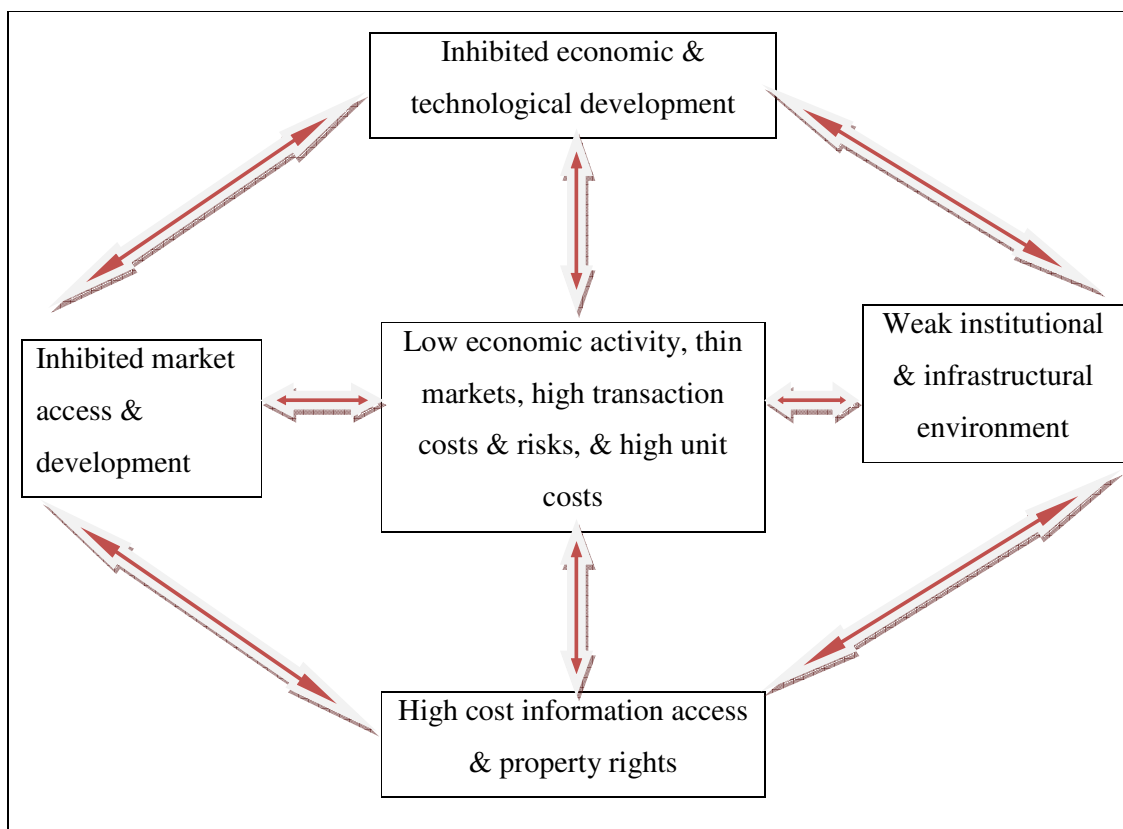 Inhibited economic &
technological development
Inhibited market
access &
development
Low economic activity, thin
markets, high transaction
costs & risks, & high unit
costs
Weak institutional
& infrastructural
environment
High cost information access
& property rights